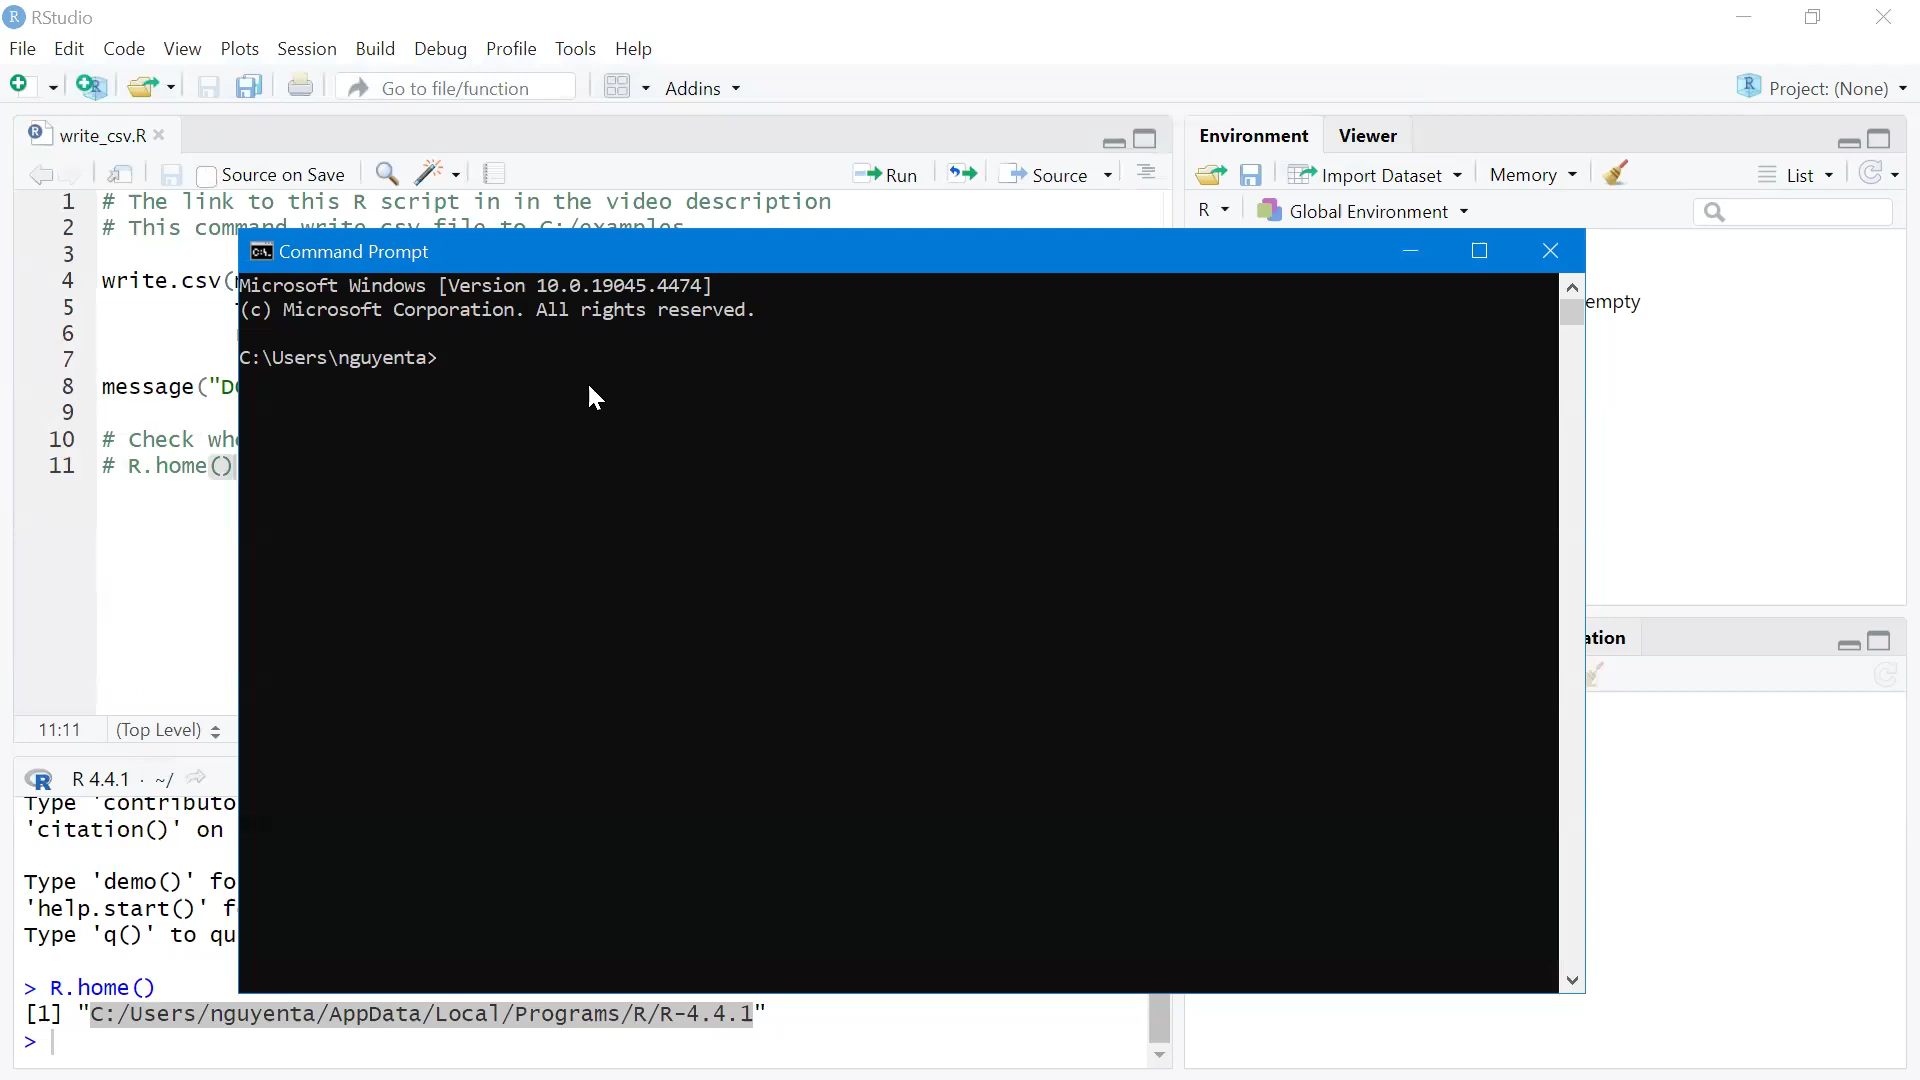 RStudio
File Edit Code View Plots Session Build Debug Profile Tools Help
Go to file/function Addins Project: (None)
write_csv.R
Source on Save Run Source
1 # The link to this R script in in the video description
2 # This command write csv file to C:/examples
3
4 write.csv(
5
6
7
8 message("DO
9
10 # Check whe
11 # R.home()
11:11 (Top Level)
Environment Viewer
Import Dataset Memory List
R Global Environment
empty
ation
Command Prompt
Microsoft Windows [Version 10.0.19045.4474]
(c) Microsoft Corporation. All rights reserved.
C:\Users\nguyenta>
R 4.4.1 · ~/
Type 'contributo
'citation()' on
Type 'demo()' fo
'help.start()' f
Type 'q()' to qu
> R.home()
[1] "C:/Users/nguyenta/AppData/Local/Programs/R/R-4.4.1"
>